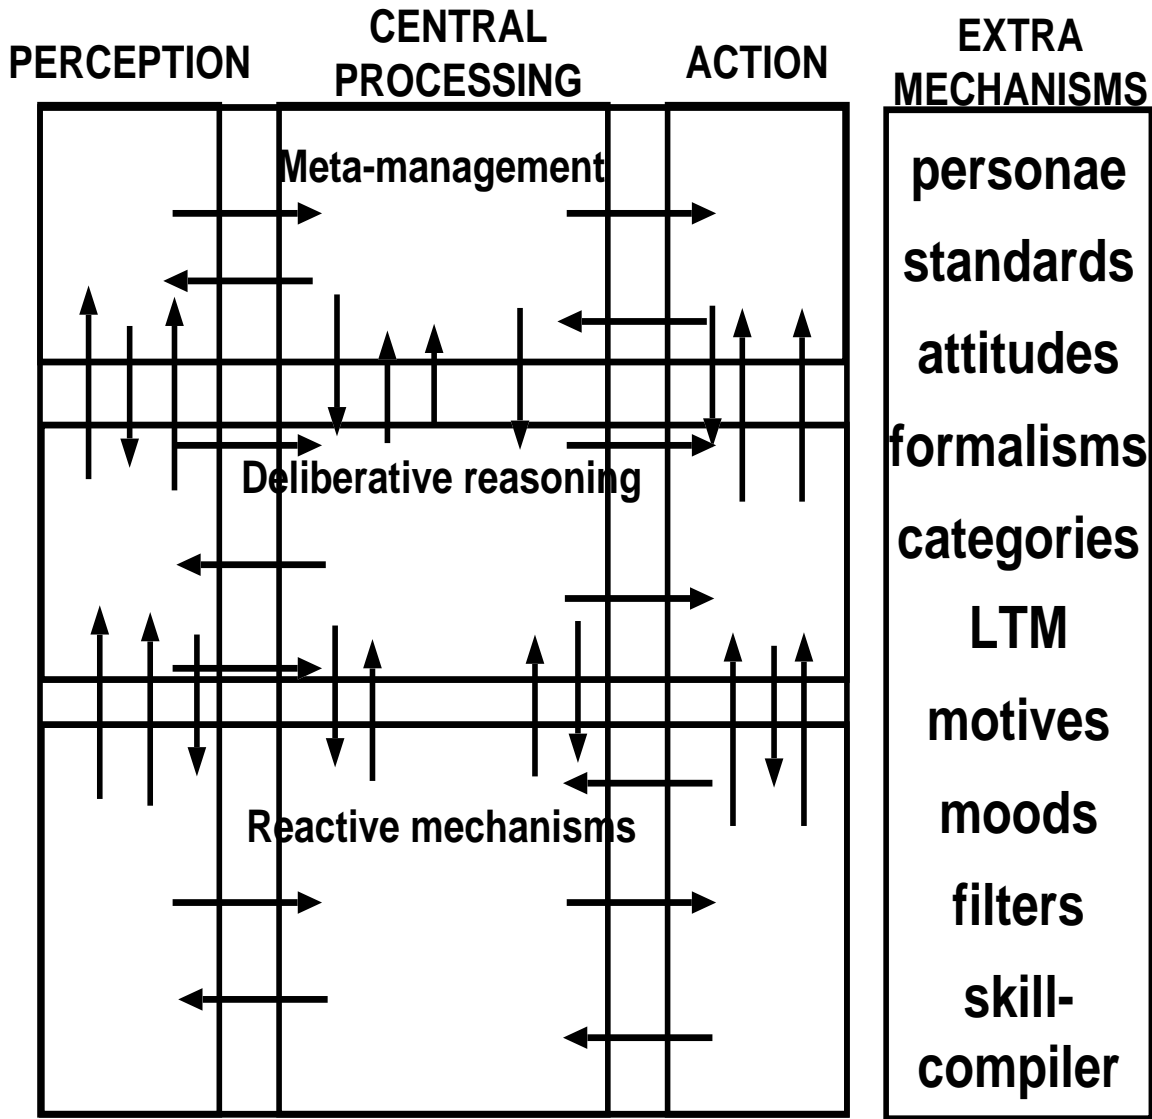 PERCEPTION
CENTRAL
PROCESSING
ACTION
EXTRA
MECHANISMS
Meta-management
Deliberative reasoning
Reactive mechanisms
personae
standards
attitudes
formalisms
categories
LTM
motives
moods
filters
skill-
compiler